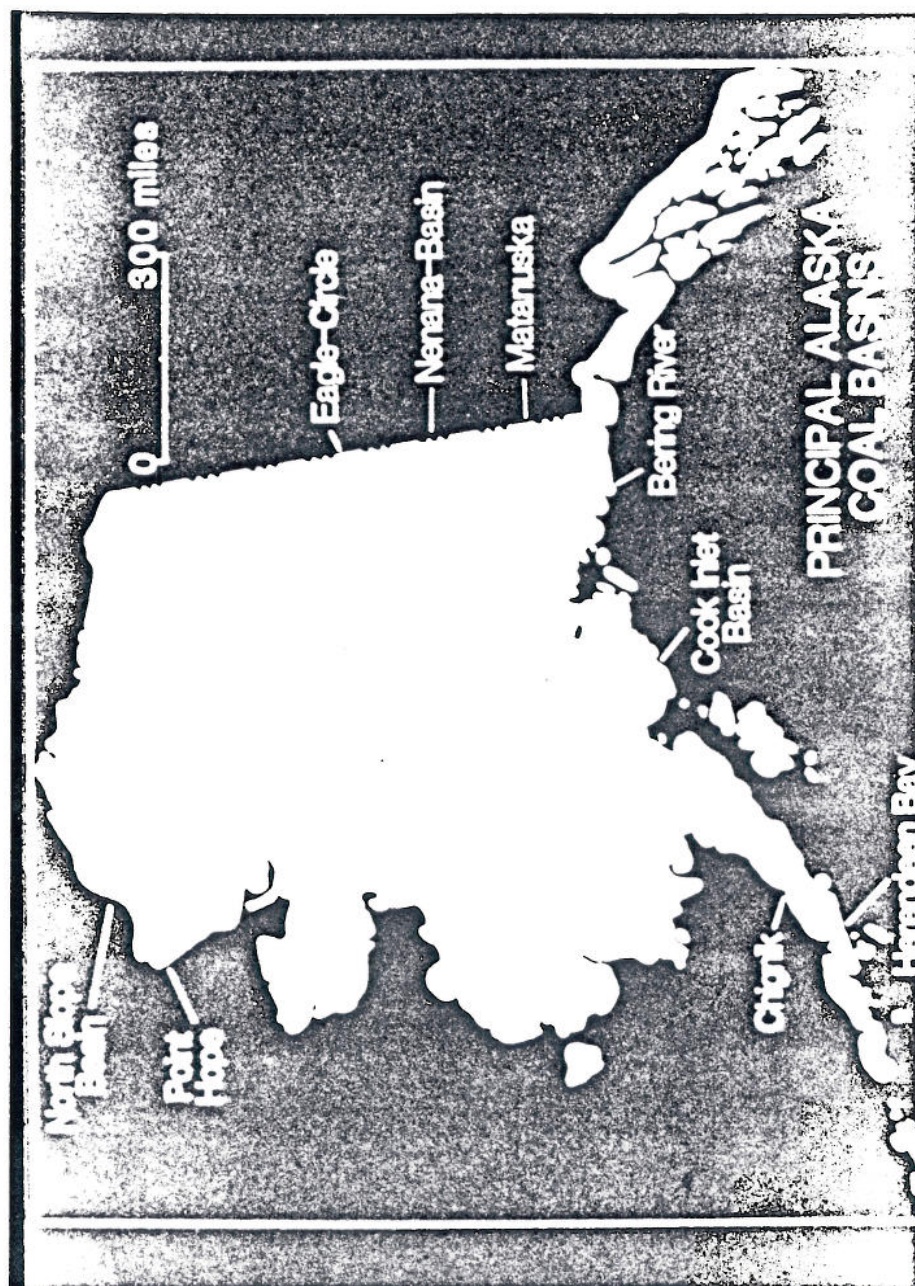 North Slope
Basin
Point
Hope
0 300 miles
Eagle-Circle
Nenana-Basin
Matanuska
Bering River
Cook Inlet
Basin
Chignik
Herendeen Bay
PRINCIPAL ALASKA
COAL BASINS